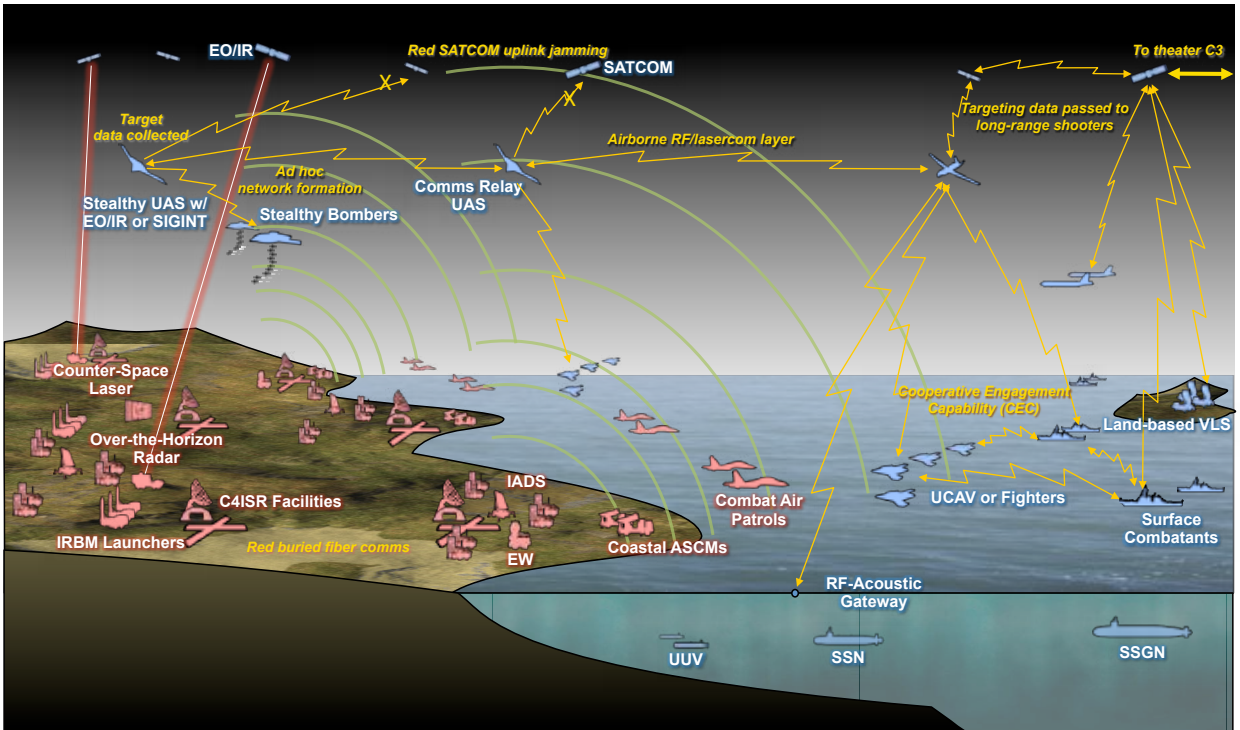 EO/IR
Red SATCOM uplink jamming
SATCOM
To theater C3
Target
data collected
Targeting data passed to
long-range shooters
Airborne RF/lasercom layer
Ad hoc
network formation
Comms Relay
UAS
Stealthy UAS w/
EO/IR or SIGINT
Stealthy Bombers
X
X
Counter-Space
Laser
Cooperative Engagement
Capability (CEC)
Land-based VLS
Over-the-Horizon
Radar
IADS
C4ISR Facilities
Combat Air
Patrols
UCAV or Fighters
Surface
Combatants
IRBM Launchers
Red buried fiber comms
EW
Coastal ASCMs
RF-Acoustic
Gateway
UUV
SSN
SSGN